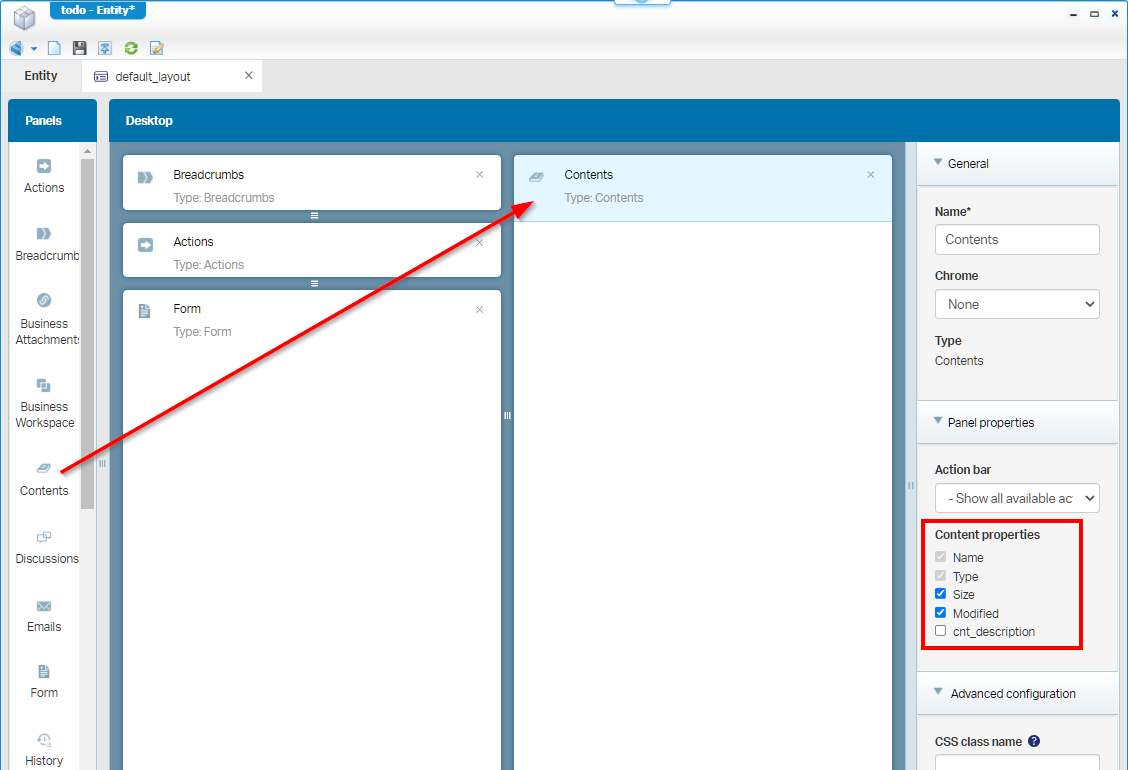 todo - Entity*
Entity
default_layout
Panels
Desktop
Actions
Breadcrumb
Business
Attachments
Business
Workspace
Contents
Discussions
Emails
Form
History
Breadcrumbs
Type: Breadcrumbs
Actions
Type: Actions
Form
Type: Form
Contents
Type: Contents
General
Name*
Contents
Chrome
None
Type
Contents
Panel properties
Action bar
- Show all available ac
Content properties
Name
Type
Size
Modified
cnt_description
Advanced configuration
CSS class name ?